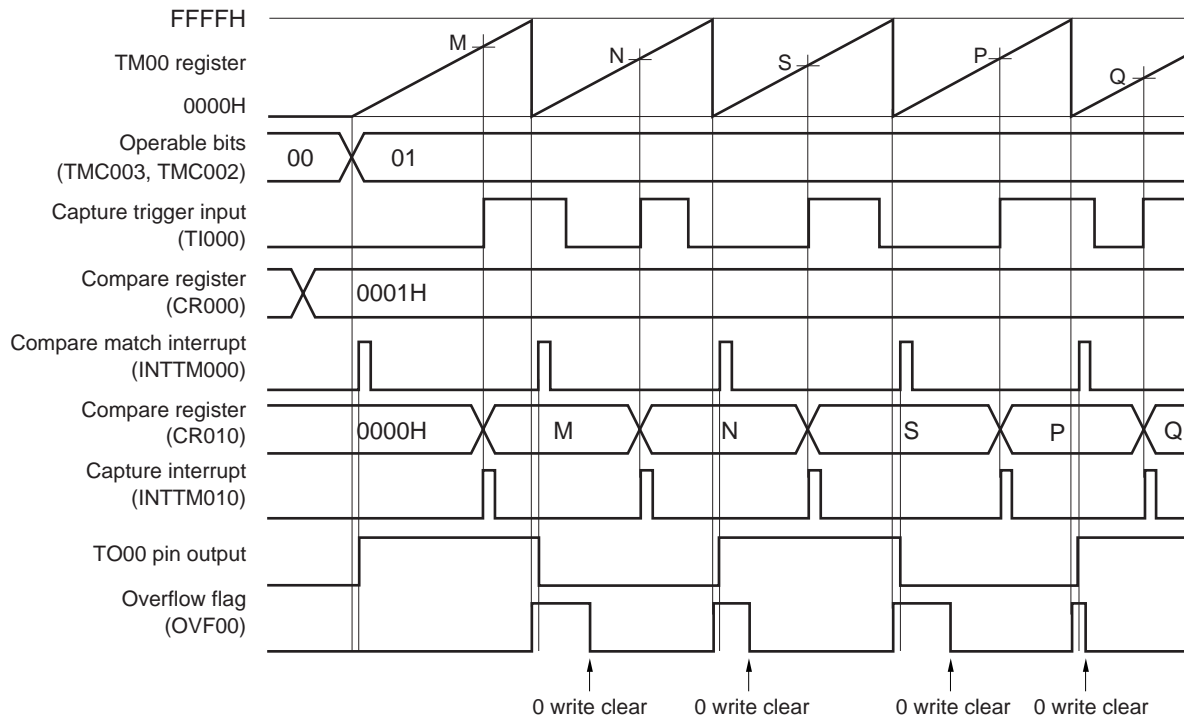 FFFFH
M
N
S
P
Q
TM00 register
0000H
Operable bits
(TMC003, TMC002)
00
01
Capture trigger input
(TI000)
Compare register
(CR000)
0001H
Compare match interrupt
(INTTM000)
Compare register
(CR010)
0000H
M
N
S
P
Q
Capture interrupt
(INTTM010)
TO00 pin output
Overflow flag
(OVF00)
0 write clear
0 write clear
0 write clear
0 write clear